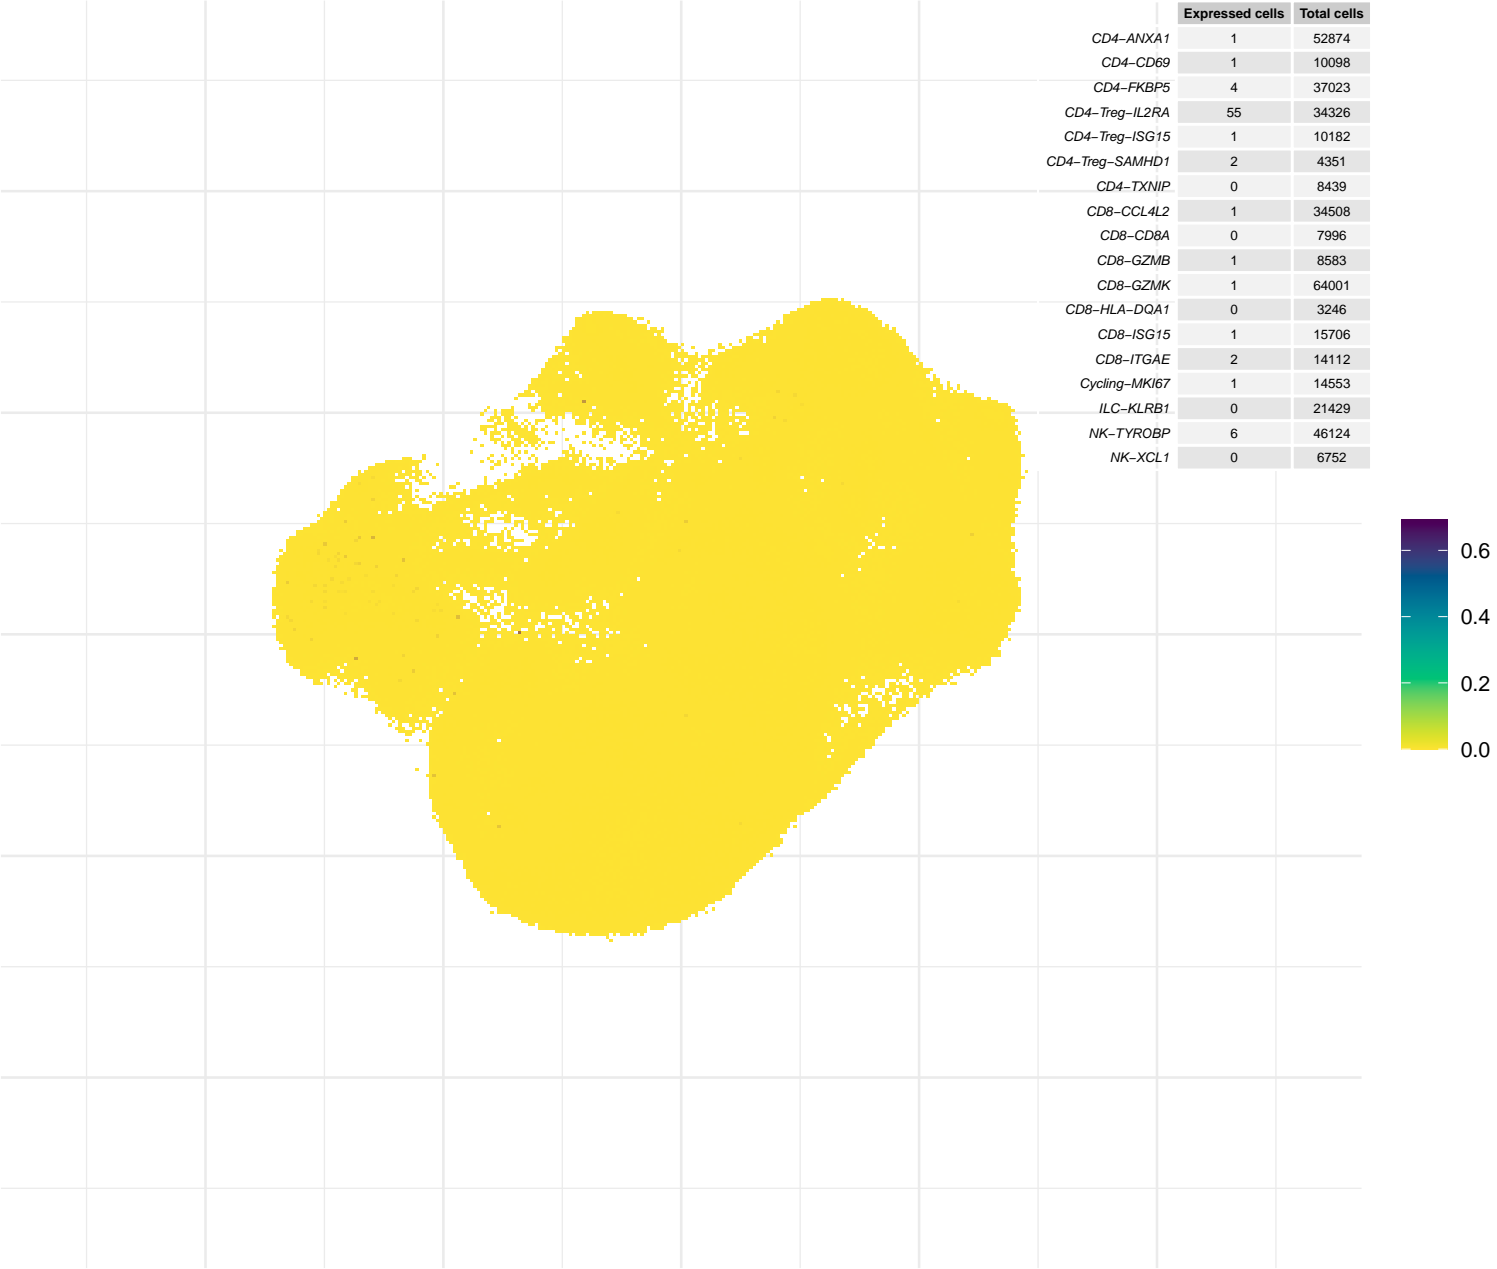 Expressed cells Total cells
CD4−ANXA1 1 52874
CD4−CD69 1 10098
CD4−FKBP5 4 37023
CD4−Treg−IL2RA 55 34326
CD4−Treg−ISG15 1 10182
CD4−Treg−SAMHD1 2 4351
CD4−TXNIP 0 8439
CD8−CCL4L2 1 34508
CD8−CD8A 0 7996
CD8−GZMB 1 8583
CD8−GZMK 1 64001
CD8−HLA−DQA1 0 3246
CD8−ISG15 1 15706
CD8−ITGAE 2 14112
Cycling−MKI67 1 14553
ILC−KLRB1 0 21429
NK−TYROBP 6 46124
NK−XCL1 0 6752
0.6
0.4
0.2
0.0